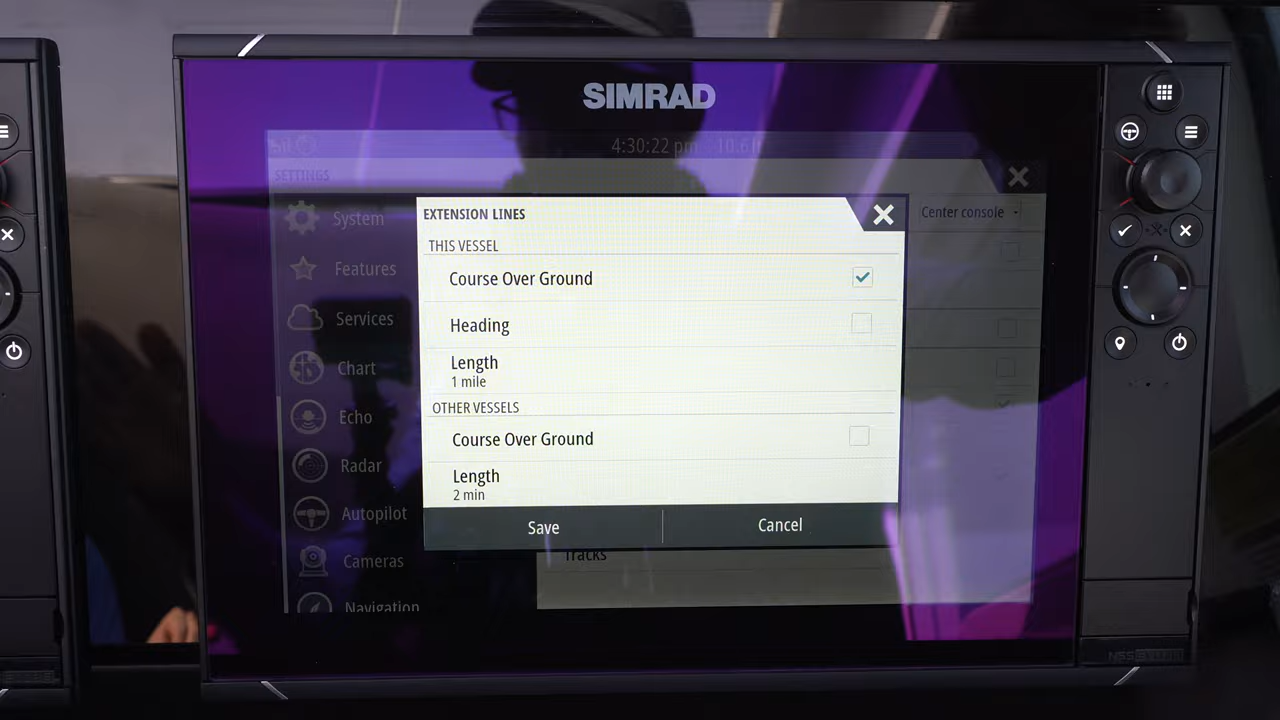 SIMRAD
4:30:22 pm
SETTINGS
System
Features
Services
Chart
Echo
Radar
Autopilot
Cameras
Navigation
Center console
EXTENSION LINES
THIS VESSEL
Course Over Ground
Heading
Length
1 mile
OTHER VESSELS
Course Over Ground
Length
2 min
Save
Cancel
Tracks